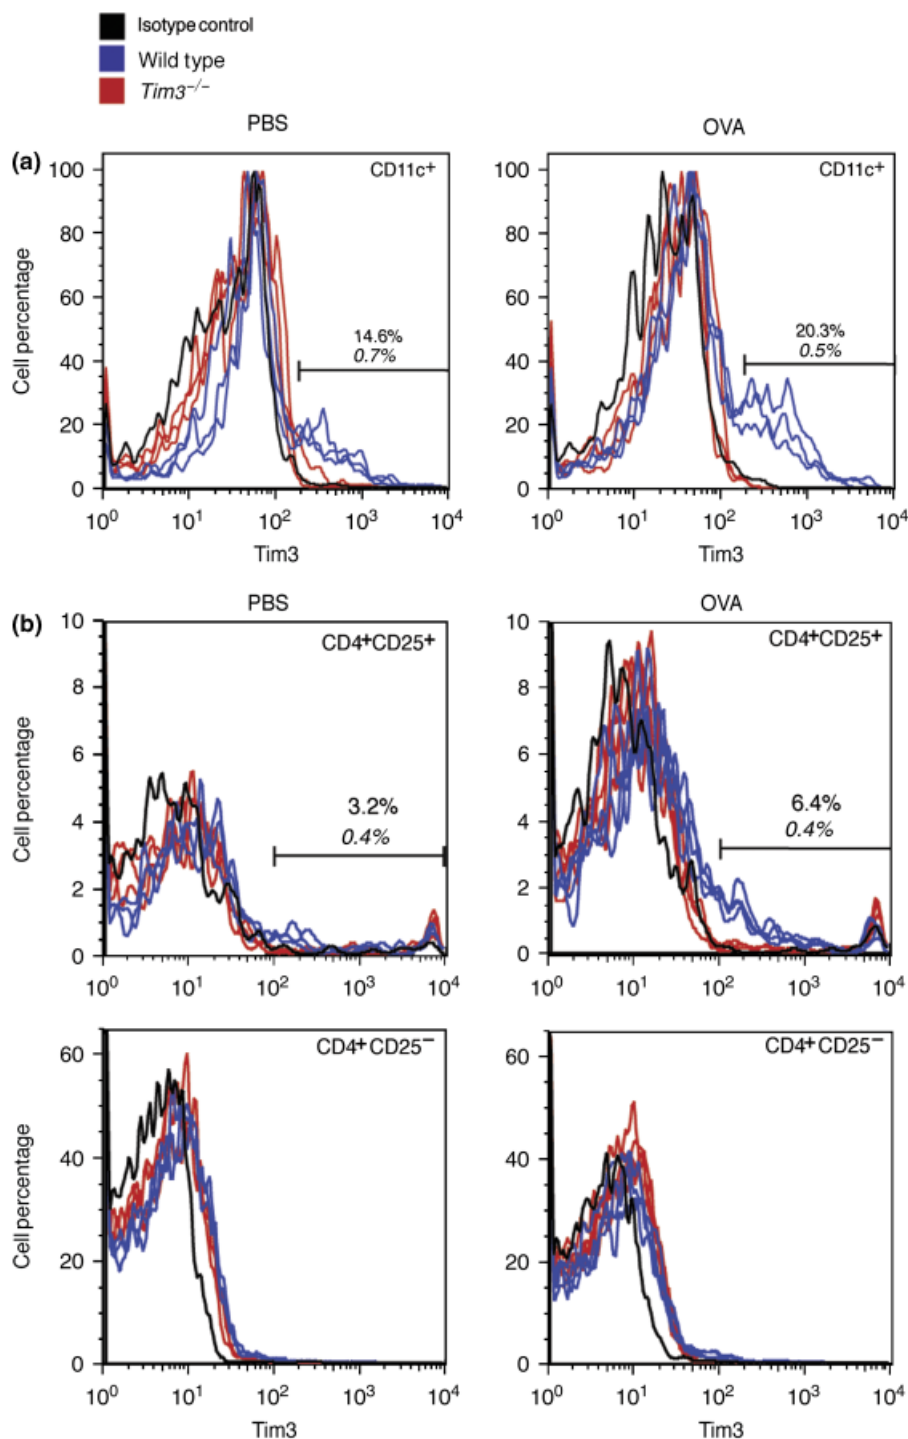 Isotype control
Wild type
Tim3⁻/⁻
PBS
OVA
(a)
CD11c+
CD11c+
100
80
60
40
20
0
100
80
60
40
20
0
Cell percentage
14.6%
0.7%
20.3%
0.5%
10⁰ 10¹ 10² 10³ 10⁴
10⁰ 10¹ 10² 10³ 10⁴
Tim3
Tim3
PBS
OVA
(b)
CD4+CD25+
CD4+CD25+
10
8
6
4
2
0
10
8
6
4
2
0
Cell percentage
3.2%
0.4%
6.4%
0.4%
10⁰ 10¹ 10² 10³ 10⁴
10⁰ 10¹ 10² 10³ 10⁴
CD4+CD25−
CD4+CD25−
60
40
20
0
60
40
20
0
Cell percentage
10⁰ 10¹ 10² 10³ 10⁴
10⁰ 10¹ 10² 10³ 10⁴
Tim3
Tim3